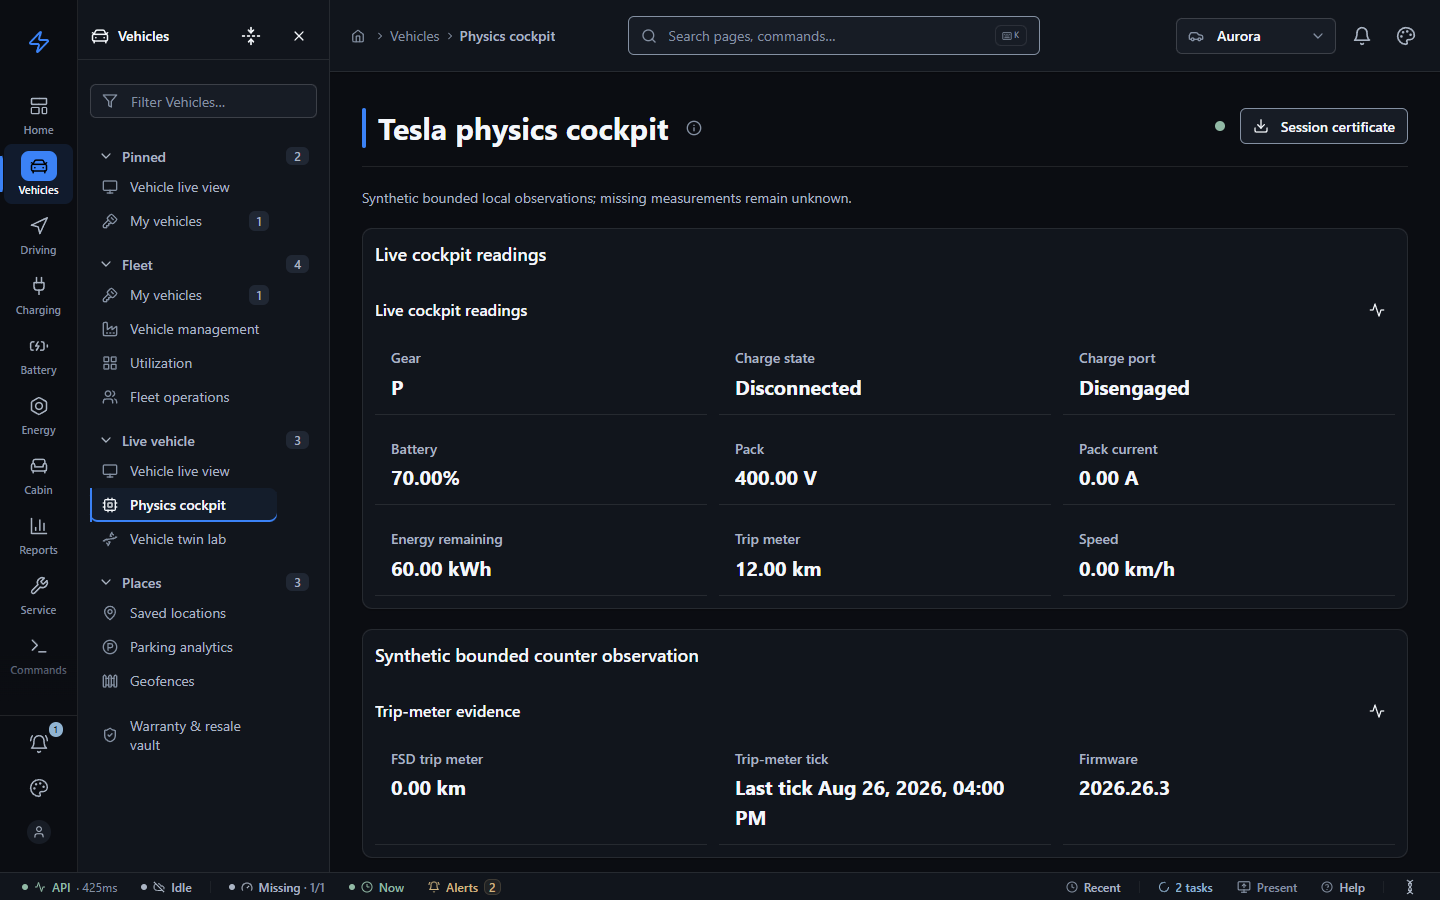 Vehicles
Vehicles
Physics cockpit
Search pages, commands...
K
Aurora
Home
Vehicles
Driving
Charging
Battery
Energy
Cabin
Reports
Service
Commands
1
Filter Vehicles...
Pinned
2
Vehicle live view
My vehicles
1
Fleet
4
My vehicles
1
Vehicle management
Utilization
Fleet operations
Live vehicle
3
Vehicle live view
Physics cockpit
Vehicle twin lab
Places
3
Saved locations
Parking analytics
Geofences
Warranty & resale
vault
Tesla physics cockpit
Session certificate
Synthetic bounded local observations; missing measurements remain unknown.
Live cockpit readings
Live cockpit readings
Gear
P
Charge state
Disconnected
Charge port
Disengaged
Battery
70.00%
Pack
400.00 V
Pack current
0.00 A
Energy remaining
60.00 kWh
Trip meter
12.00 km
Speed
0.00 km/h
Synthetic bounded counter observation
Trip-meter evidence
FSD trip meter
0.00 km
Trip-meter tick
Last tick Aug 26, 2026, 04:00
PM
Firmware
2026.26.3
API · 425ms
Idle
Missing · 1/1
Now
Alerts 2
Recent
2 tasks
Present
Help